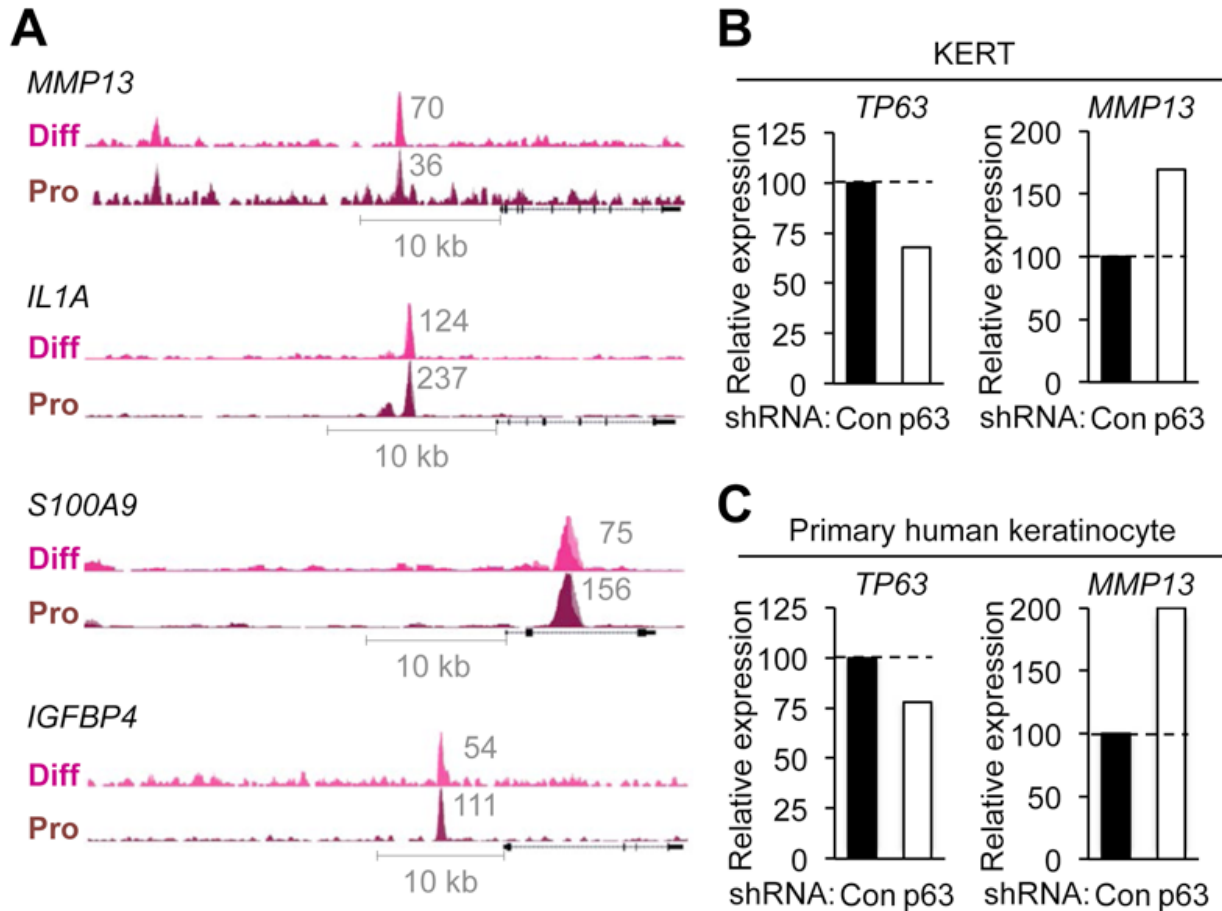 A
MMP13
Diff
70
Pro
36
10 kb
IL1A
Diff
124
Pro
237
10 kb
S100A9
Diff
75
Pro
156
10 kb
IGFBP4
Diff
54
Pro
111
10 kb
B
KERT
TP63
Relative expression
125
100
75
50
25
0
shRNA: Con p63
MMP13
Relative expression
200
150
100
50
0
shRNA: Con p63
C
Primary human keratinocyte
TP63
Relative expression
125
100
75
50
25
0
shRNA: Con p63
MMP13
Relative expression
200
150
100
50
0
shRNA: Con p63